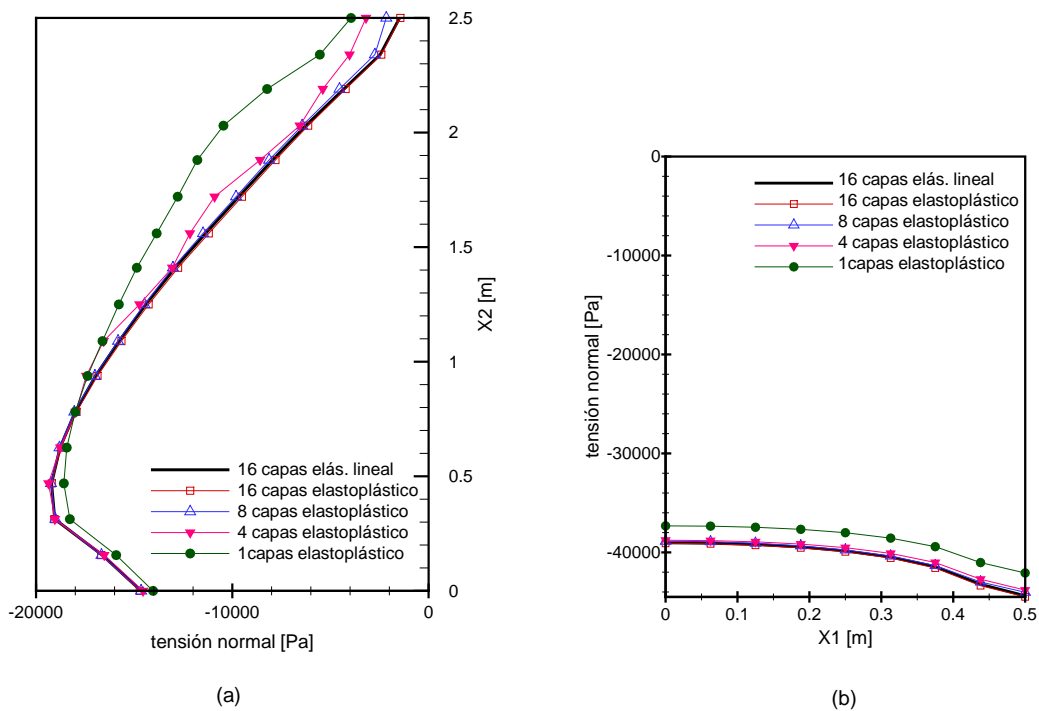 2.5
2
1.5
1
0.5
0
X2 [m]
16 capas elás. lineal
16 capas elastoplástico
8 capas elastoplástico
4 capas elastoplástico
1capas elastoplástico
-20000
-10000
0
tensión normal [Pa]
(a)
0
-10000
-20000
-30000
-40000
tensión normal [Pa]
16 capas elás. lineal
16 capas elastoplástico
8 capas elastoplástico
4 capas elastoplástico
1capas elastoplástico
0
0.1
0.2
0.3
0.4
0.5
X1 [m]
(b)